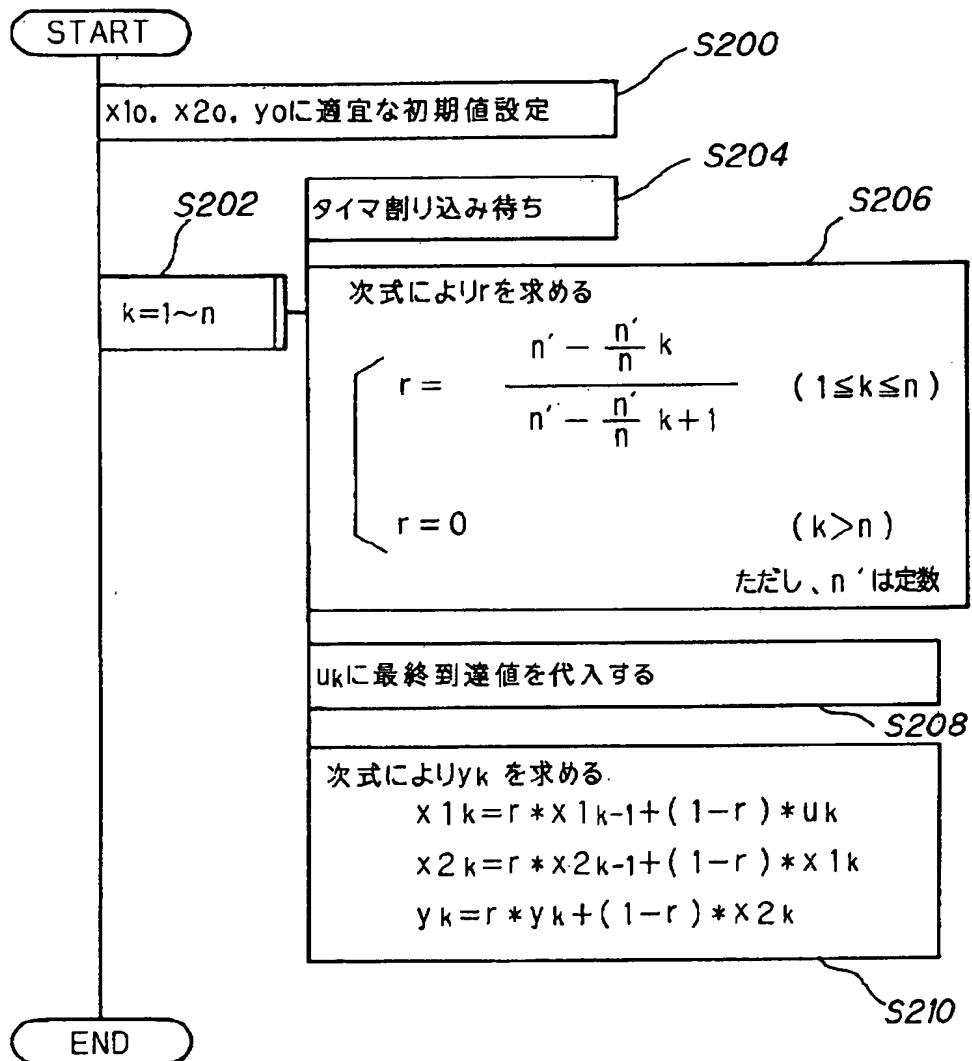 START
S200
x1o, x2o, yoに適宜な初期値設定
S204
S202
タイマ割り込み待ち
S206
k=1～n
次式によりrを求める
r = (n′ - (n′/n) k) / (n′ - (n′/n) k+1) (1≦k≦n)
r = 0 (k>n)
ただし、n′は定数
ukに最終到達値を代入する
S208
次式によりyk を求める.
x1k=r*x1k-1+(1-r)*uk
x2k=r*x2k-1+(1-r)*x1k
yk=r*yk+(1-r)*x2k
S210
END